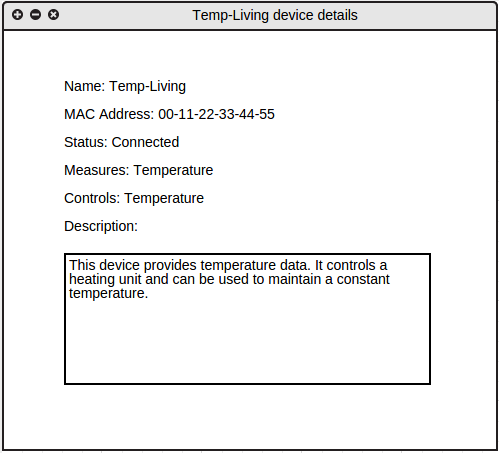 Temp-Living device details
Name: Temp-Living
MAC Address: 00-11-22-33-44-55
Status: Connected
Measures: Temperature
Controls: Temperature
Description:
This device provides temperature data. It controls a
heating unit and can be used to maintain a constant
temperature.